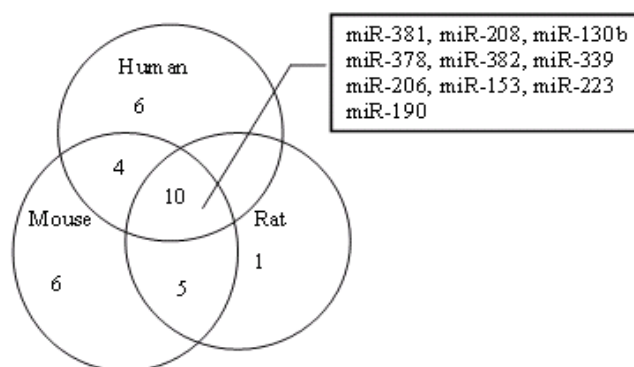 miR-381, miR-208, miR-130b
miR-378, miR-382, miR-339
miR-206, miR-153, miR-223
miR-190
Human
6
4
10
Mouse
Rat
6
5
1